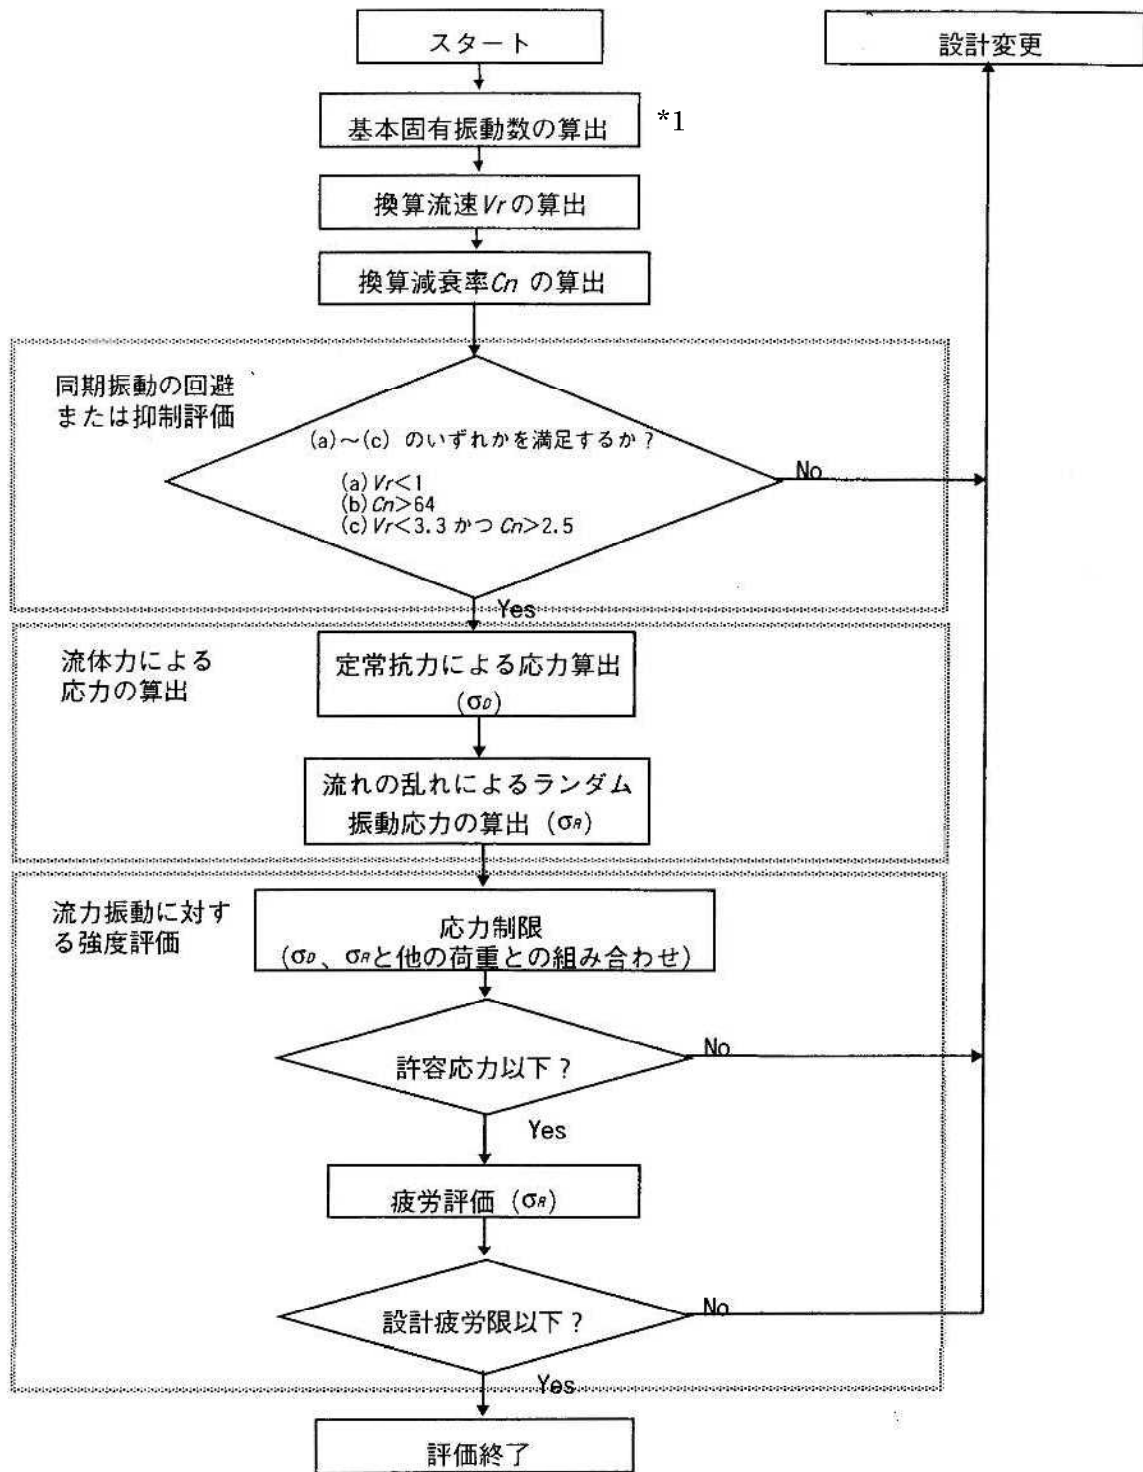 スタート
設計変更
基本固有振動数の算出
*1
換算流速Vrの算出
換算減衰率Cn の算出
同期振動の回避
または抑制評価
(a)～(c) のいずれかを満足するか？
(a) Vr＜1
(b) Cn＞64
(c) Vr＜3.3 かつ Cn＞2.5
No
Yes
流体力による
応力の算出
定常抗力による応力算出
(σD)
流れの乱れによるランダム
振動応力の算出 (σR)
流力振動に対す
る強度評価
応力制限
(σD、σRと他の荷重との組み合わせ)
許容応力以下？
No
Yes
疲労評価 (σR)
設計疲労限以下？
No
Yes
評価終了